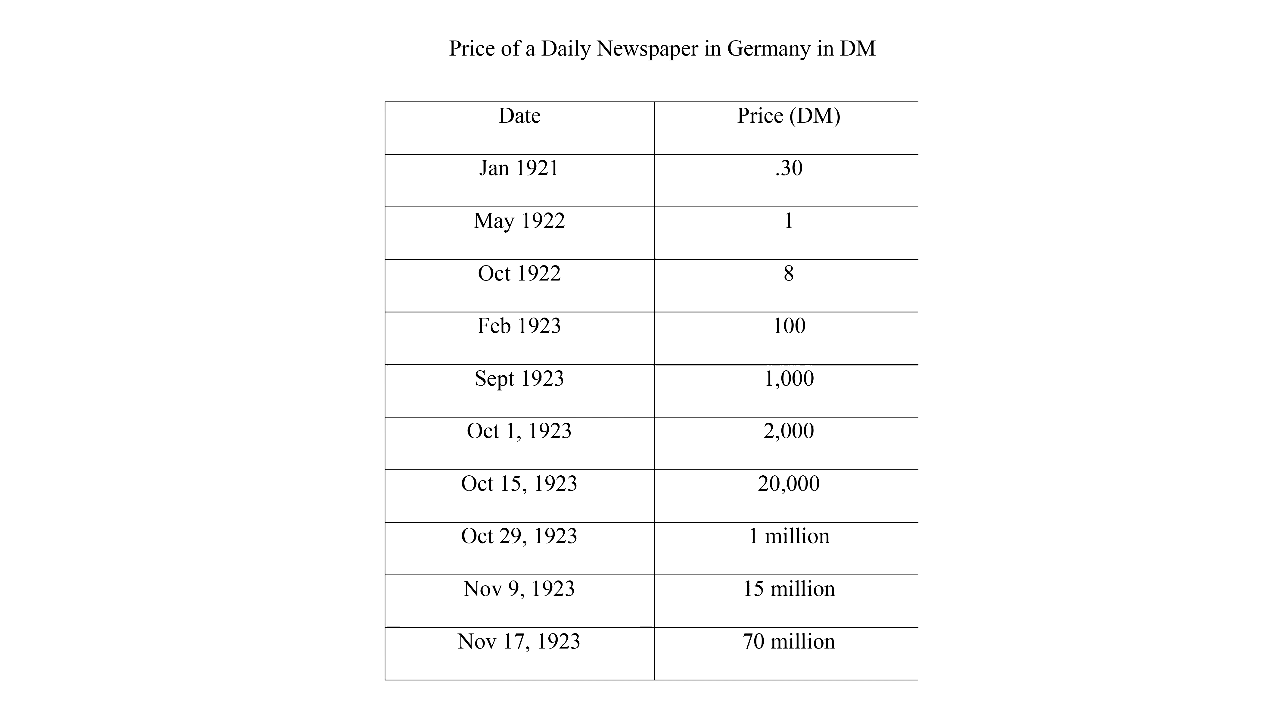 Price of a Daily Newspaper in Germany in DM
Date Price (DM)
Jan 1921 .30
May 1922 1
Oct 1922 8
Feb 1923 100
Sept 1923 1,000
Oct 1, 1923 2,000
Oct 15, 1923 20,000
Oct 29, 1923 1 million
Nov 9, 1923 15 million
Nov 17, 1923 70 million